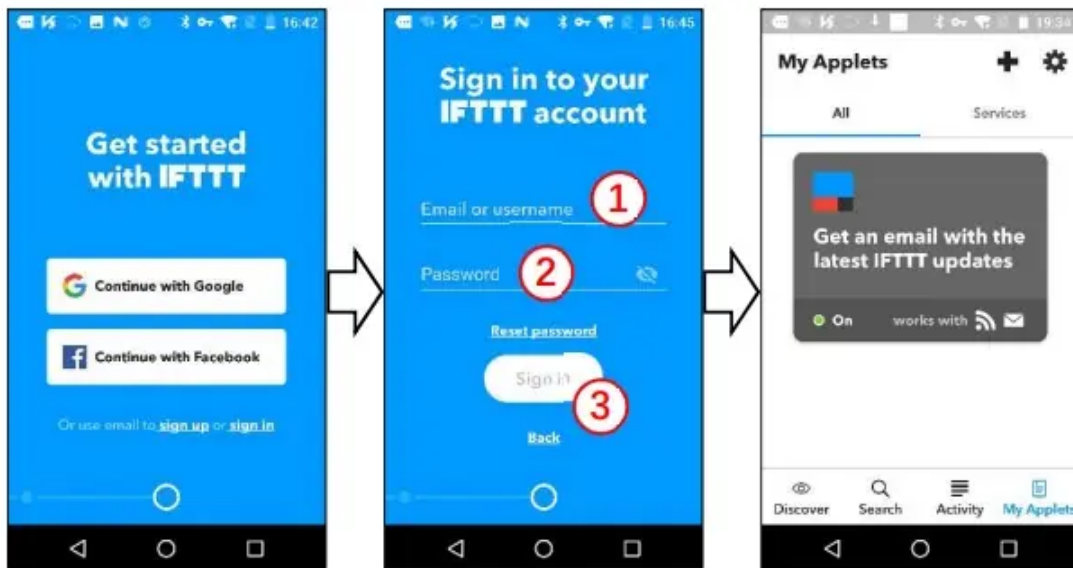 16:42
Get started
with IFTTT
Continue with Google
Continue with Facebook
Or use email to sign up or sign in
16:45
Sign in to your
IFTTT account
Email or username
1
Password
2
Reset password
Sign in
3
Back
19:34
My Applets
All
Services
Get an email with the
latest IFTTT updates
On
works with
Discover
Search
Activity
My Applets